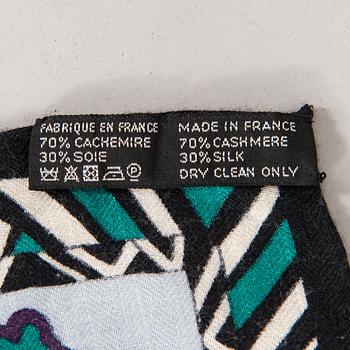 FABRIQUE EN FRANCE
70% CACHEMIRE
30% SOIE
MADE IN FRANCE
70% CASHMERE
30% SILK
DRY CLEAN ONLY